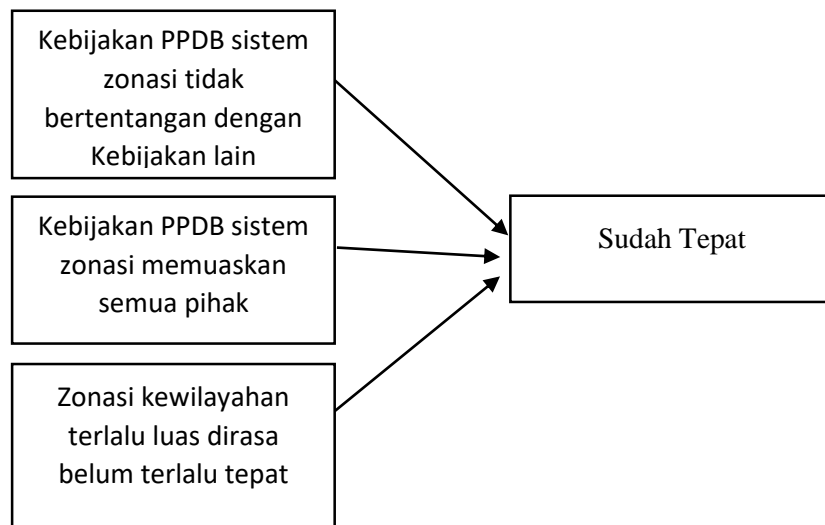 Kebijakan PPDB sistem
zonasi tidak
bertentangan dengan
Kebijakan lain
Kebijakan PPDB sistem
zonasi memuaskan
semua pihak
Zonasi kewilayahan
terlalu luas dirasa
belum terlalu tepat
Sudah Tepat